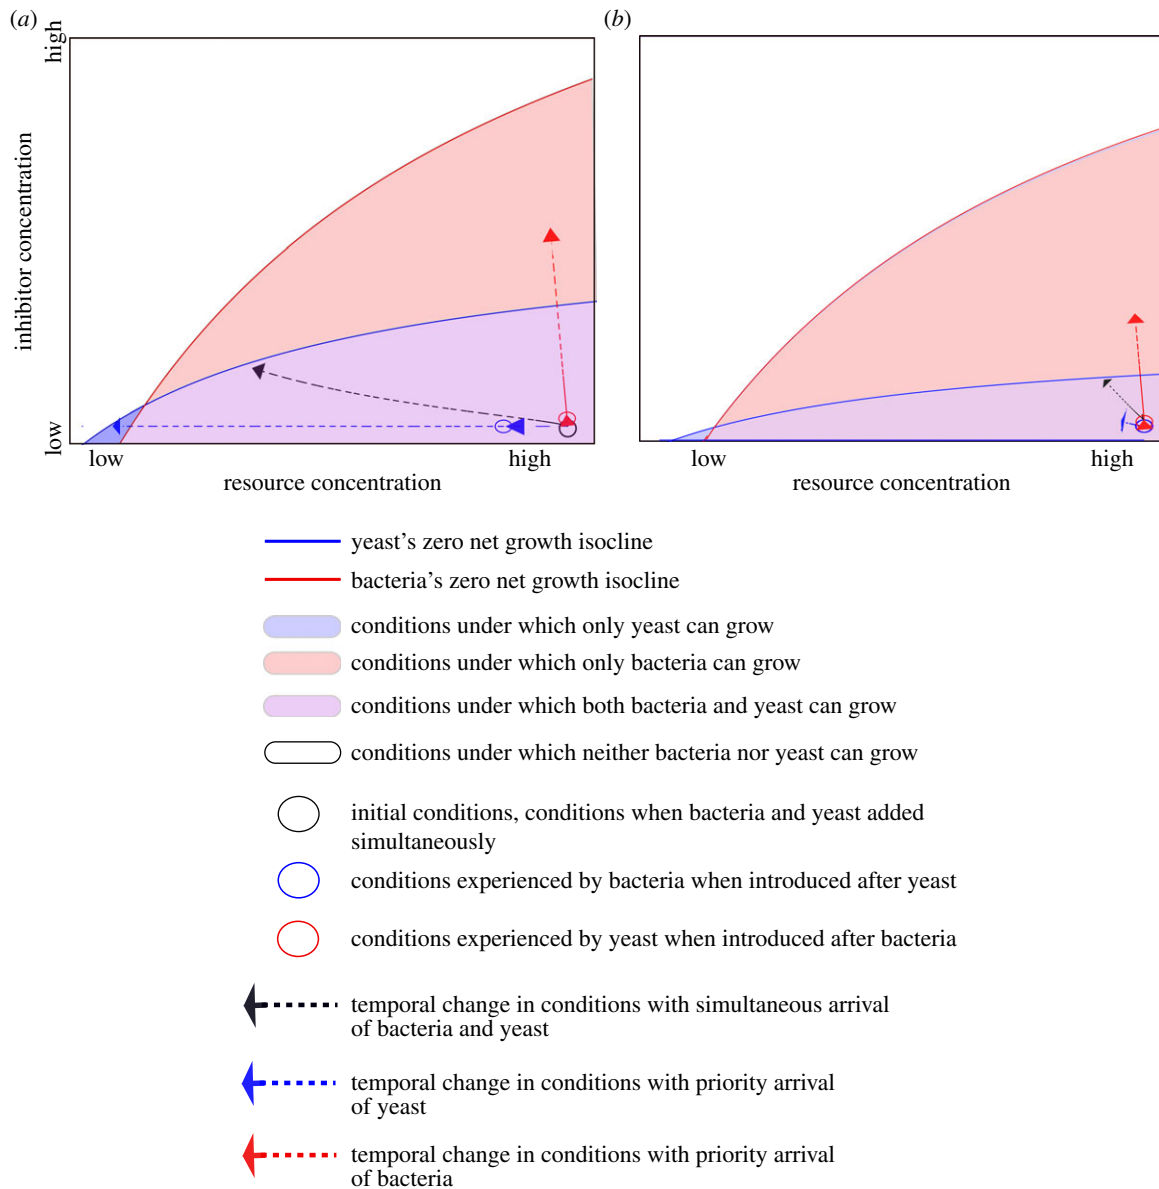 (a)
(b)
high
inhibitor concentration
low
low
high
resource concentration
low
high
resource concentration
yeast's zero net growth isocline
bacteria's zero net growth isocline
conditions under which only yeast can grow
conditions under which only bacteria can grow
conditions under which both bacteria and yeast can grow
conditions under which neither bacteria nor yeast can grow
initial conditions, conditions when bacteria and yeast added
simultaneously
conditions experienced by bacteria when introduced after yeast
conditions experienced by yeast when introduced after bacteria
temporal change in conditions with simultaneous arrival
of bacteria and yeast
temporal change in conditions with priority arrival
of yeast
temporal change in conditions with priority arrival
of bacteria